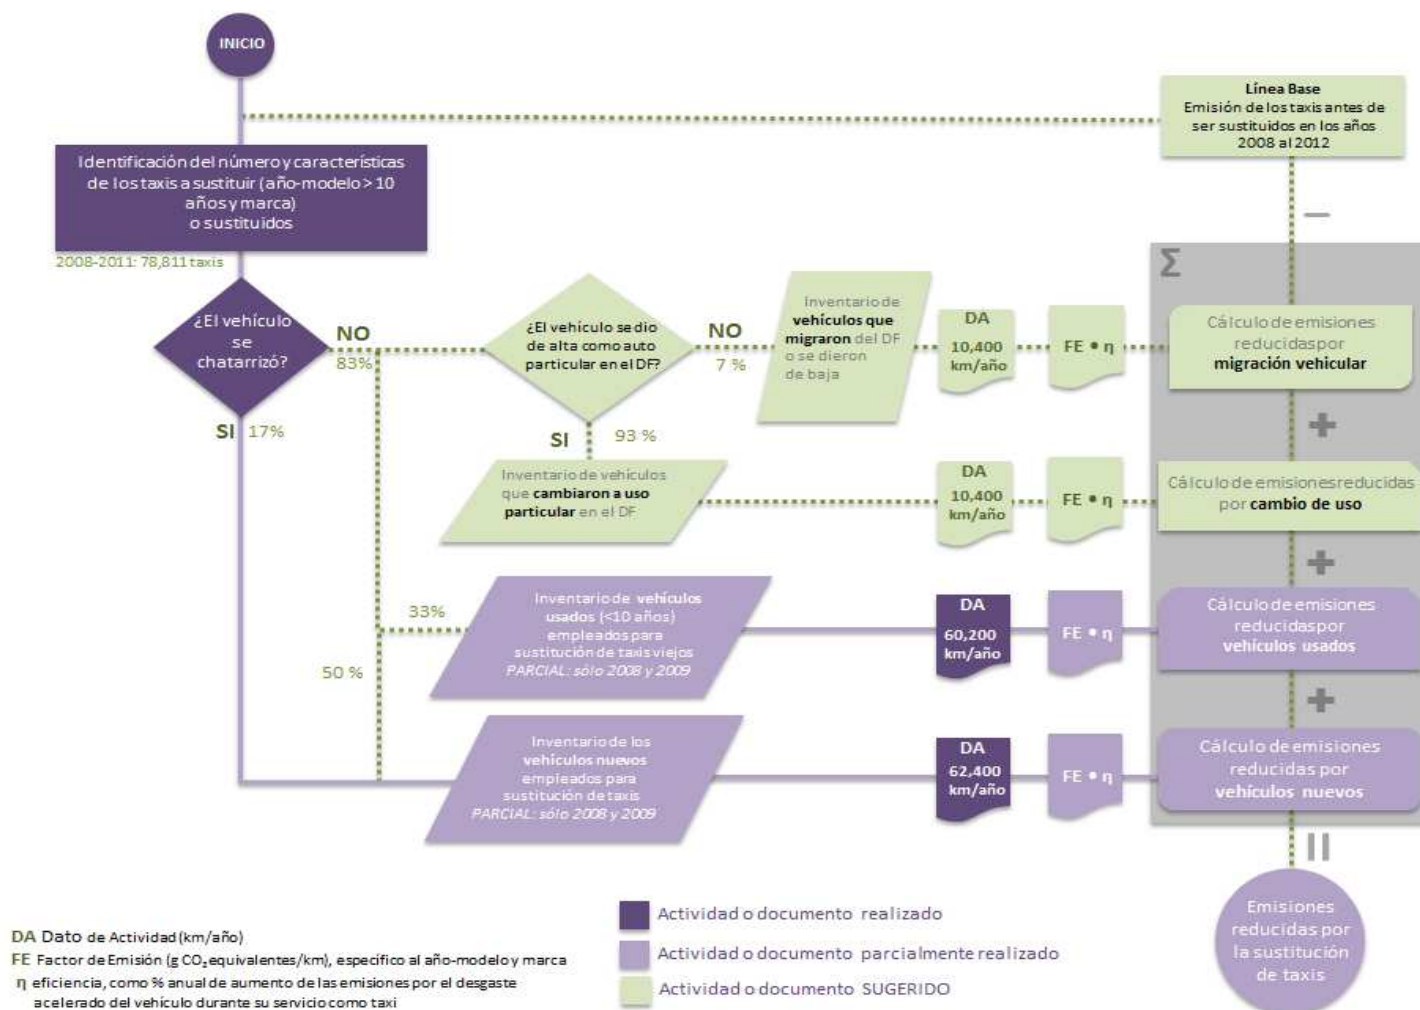 INICIO
Línea Base
Emisión de los taxis antes de
ser sustituidos en los años
2008 al 2012
Identificación del número y características
de los taxis a sustituir (año-modelo > 10
años y marca)
o sustituidos
2008-2011: 78,811 taxis
–
Σ
¿El vehículo
se
chatarrizó?
NO
83%
SI 17%
¿El vehículo se dio
de alta como auto
particular en el DF?
NO
7 %
SI
93 %
Inventario de
vehículos que
migraron del DF
o se dieron
de baja
DA
10,400
km/año
FE • η
Cálculo de emisiones
reducidas por
migración vehicular
+
Inventario de vehículos
que cambiaron a uso
particular en el DF
DA
10,400
km/año
FE • η
Cálculo de emisiones reducidas
por cambio de uso
+
33%
50 %
Inventario de vehículos
usados (<10 años)
empleados para
sustitución de taxis viejos
PARCIAL: sólo 2008 y 2009
DA
60,200
km/año
FE • η
Cálculo de emisiones
reducidas por
vehículos usados
+
Inventario de los
vehículos nuevos
empleados para
sustitución de taxis
PARCIAL: sólo 2008 y 2009
DA
62,400
km/año
FE • η
Cálculo de emisiones
reducidas por
vehículos nuevos
=
Emisiones
reducidas por
la sustitución
de taxis
DA Dato de Actividad (km/año)
FE Factor de Emisión (g CO₂ equivalentes/km), específico al año-modelo y marca
η eficiencia, como % anual de aumento de las emisiones por el desgaste
acelerado del vehículo durante su servicio como taxi
Actividad o documento realizado
Actividad o documento parcialmente realizado
Actividad o documento SUGERIDO